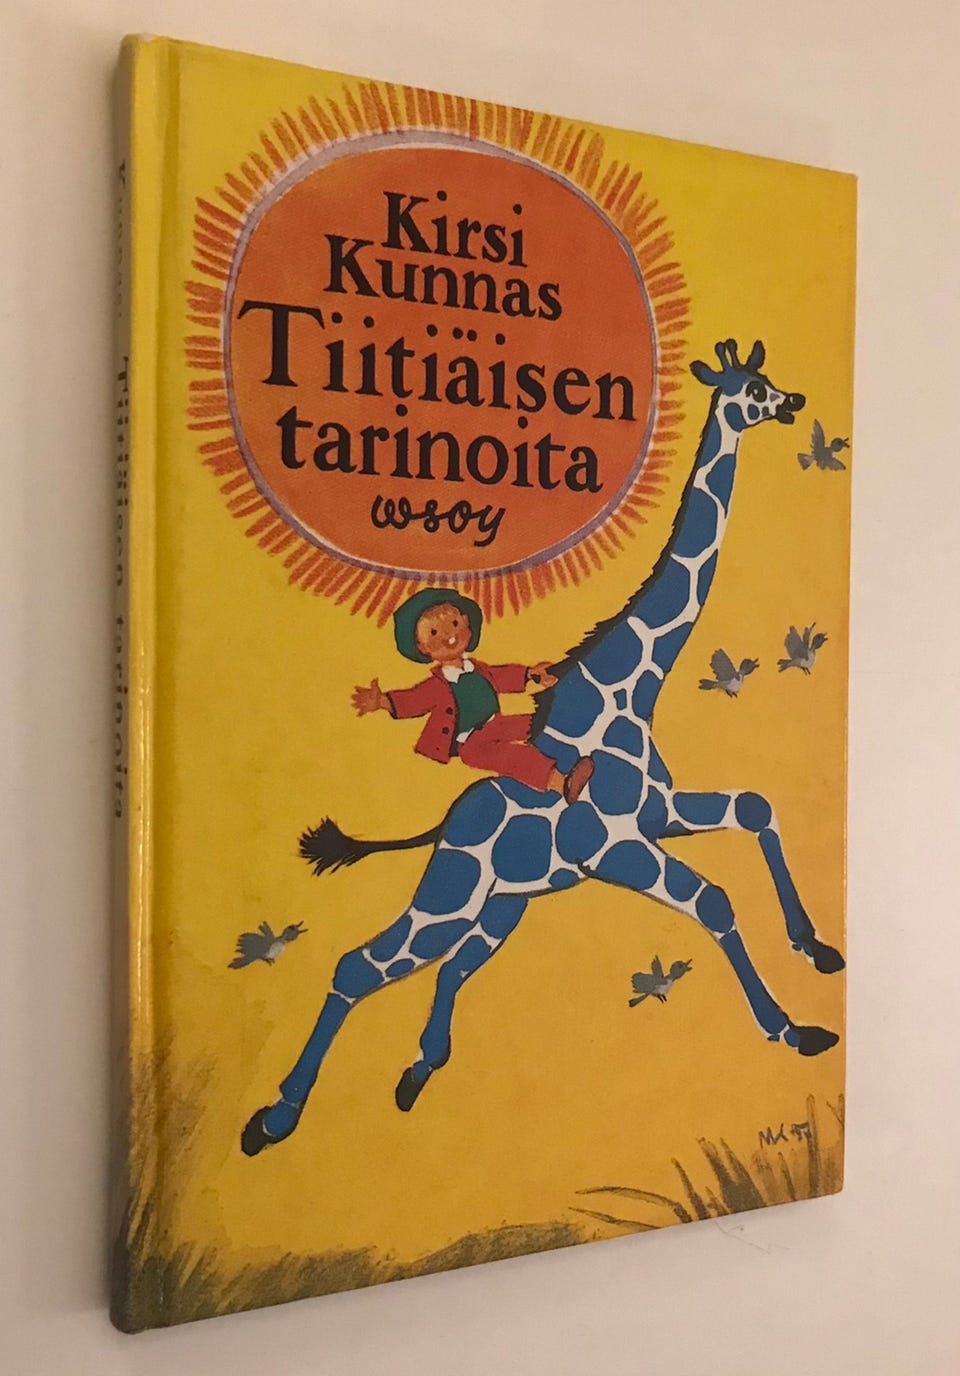 Kirsi
Kunnas
Tiitiäisen
tarinoita
wsoy
Kunnas: Tiitiäisen tarinoita